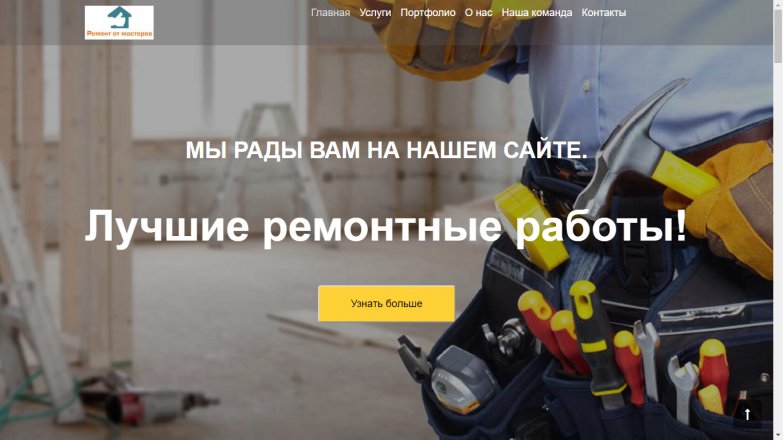 Ремонт от мастеров
Главная Услуги Портфолио О нас Наша команда Контакты
МЫ РАДЫ ВАМ НА НАШЕМ САЙТЕ.
Лучшие ремонтные работы!
Узнать больше